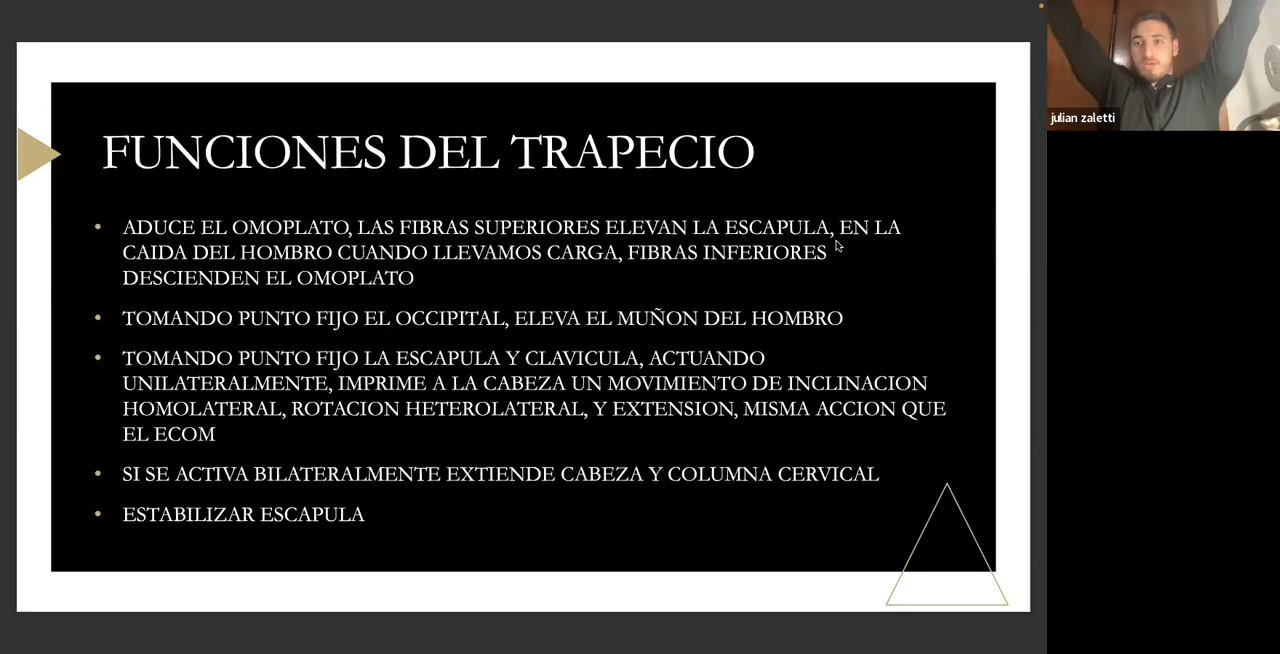 FUNCIONES DEL TRAPECIO
• ADUCE EL OMOPLATO, LAS FIBRAS SUPERIORES ELEVAN LA ESCAPULA, EN LA
CAIDA DEL HOMBRO CUANDO LLEVAMOS CARGA, FIBRAS INFERIORES
DESCIENDEN EL OMOPLATO
• TOMANDO PUNTO FIJO EL OCCIPITAL, ELEVA EL MUÑON DEL HOMBRO
• TOMANDO PUNTO FIJO LA ESCAPULA Y CLAVICULA, ACTUANDO
UNILATERALMENTE, IMPRIME A LA CABEZA UN MOVIMIENTO DE INCLINACION
HOMOLATERAL, ROTACION HETEROLATERAL, Y EXTENSION, MISMA ACCION QUE
EL ECOM
• SI SE ACTIVA BILATERALMENTE EXTIENDE CABEZA Y COLUMNA CERVICAL
• ESTABILIZAR ESCAPULA
julian zaletti